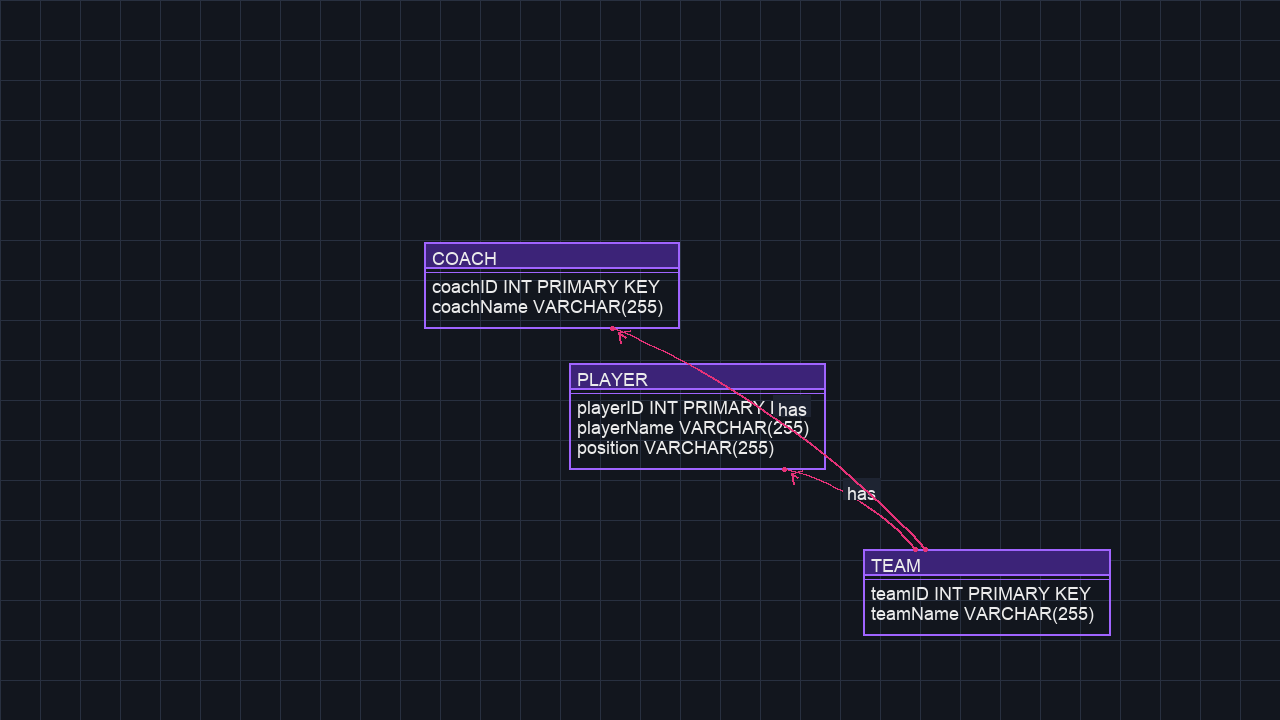 COACH
coachID INT PRIMARY KEY
coachName VARCHAR(255)
PLAYER
playerID INT PRIMARY
has
playerName VARCHAR(255)
position VARCHAR(255)
has
TEAM
teamID INT PRIMARY KEY
teamName VARCHAR(255)